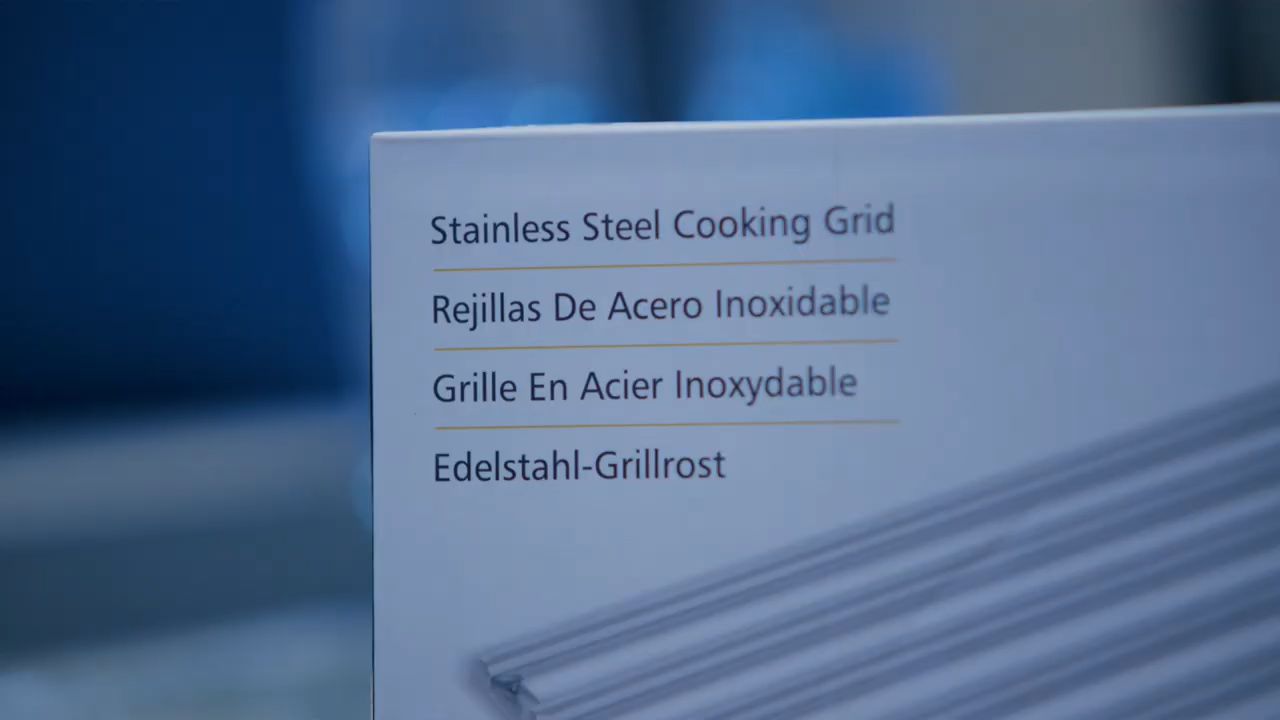 Stainless Steel Cooking Grid
Rejillas De Acero Inoxidable
Grille En Acier Inoxydable
Edelstahl-Grillrost